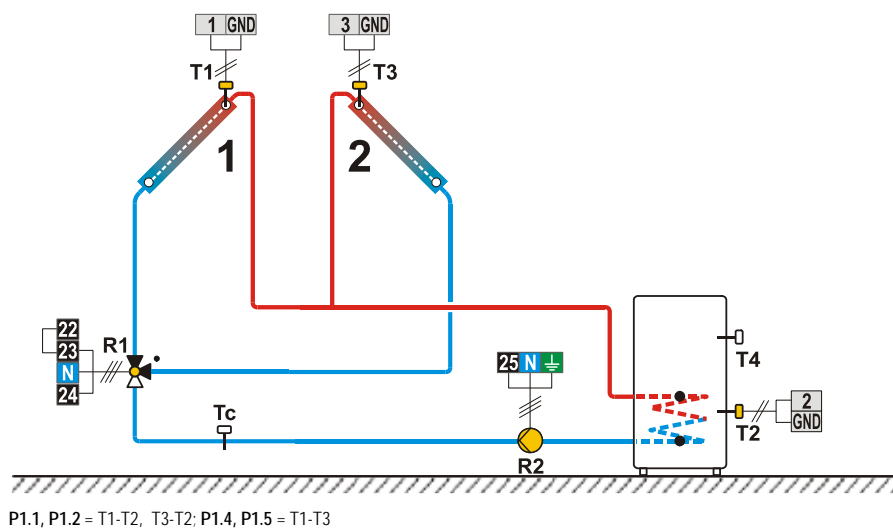 1 GND
3 GND
T1
T3
1
2
22
23
N
24
R1
25 N
T4
2
GND
T2
Tc
R2
P1.1, P1.2 = T1-T2, T3-T2; P1.4, P1.5 = T1-T3